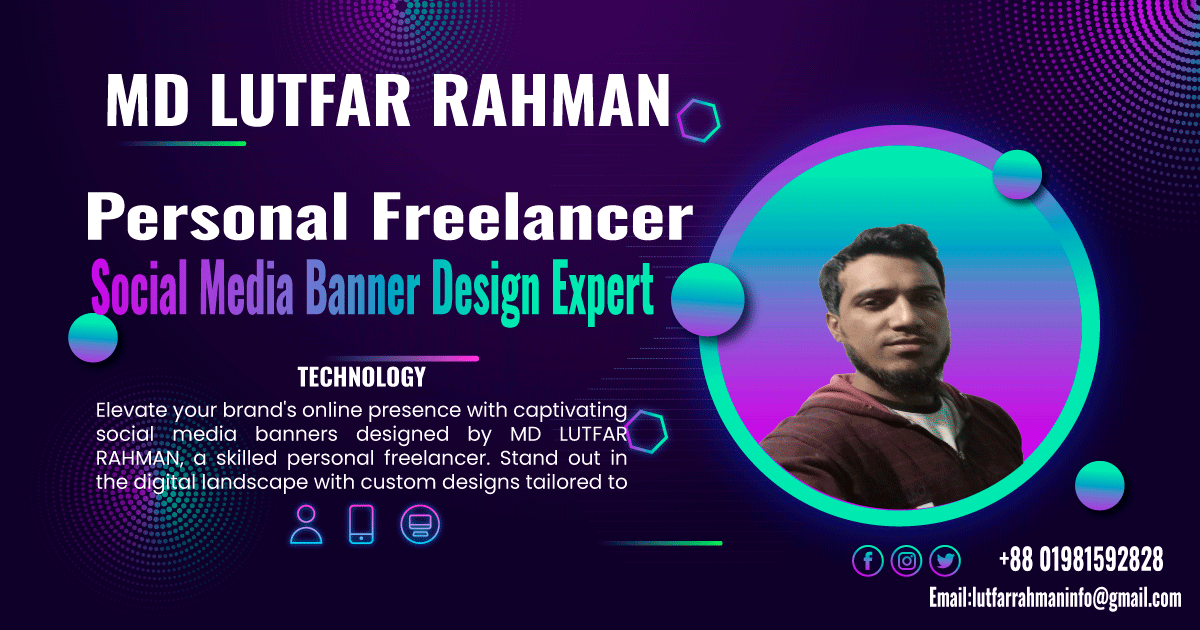 MD LUTFAR RAHMAN
Personal Freelancer
Social Media Banner Design Expert
TECHNOLOGY
Elevate your brand's online presence with captivating
social media banners designed by MD LUTFAR
RAHMAN, a skilled personal freelancer. Stand out in
the digital landscape with custom designs tailored to
+88 01981592828
Email:lutfarrahmaninfo@gmail.com